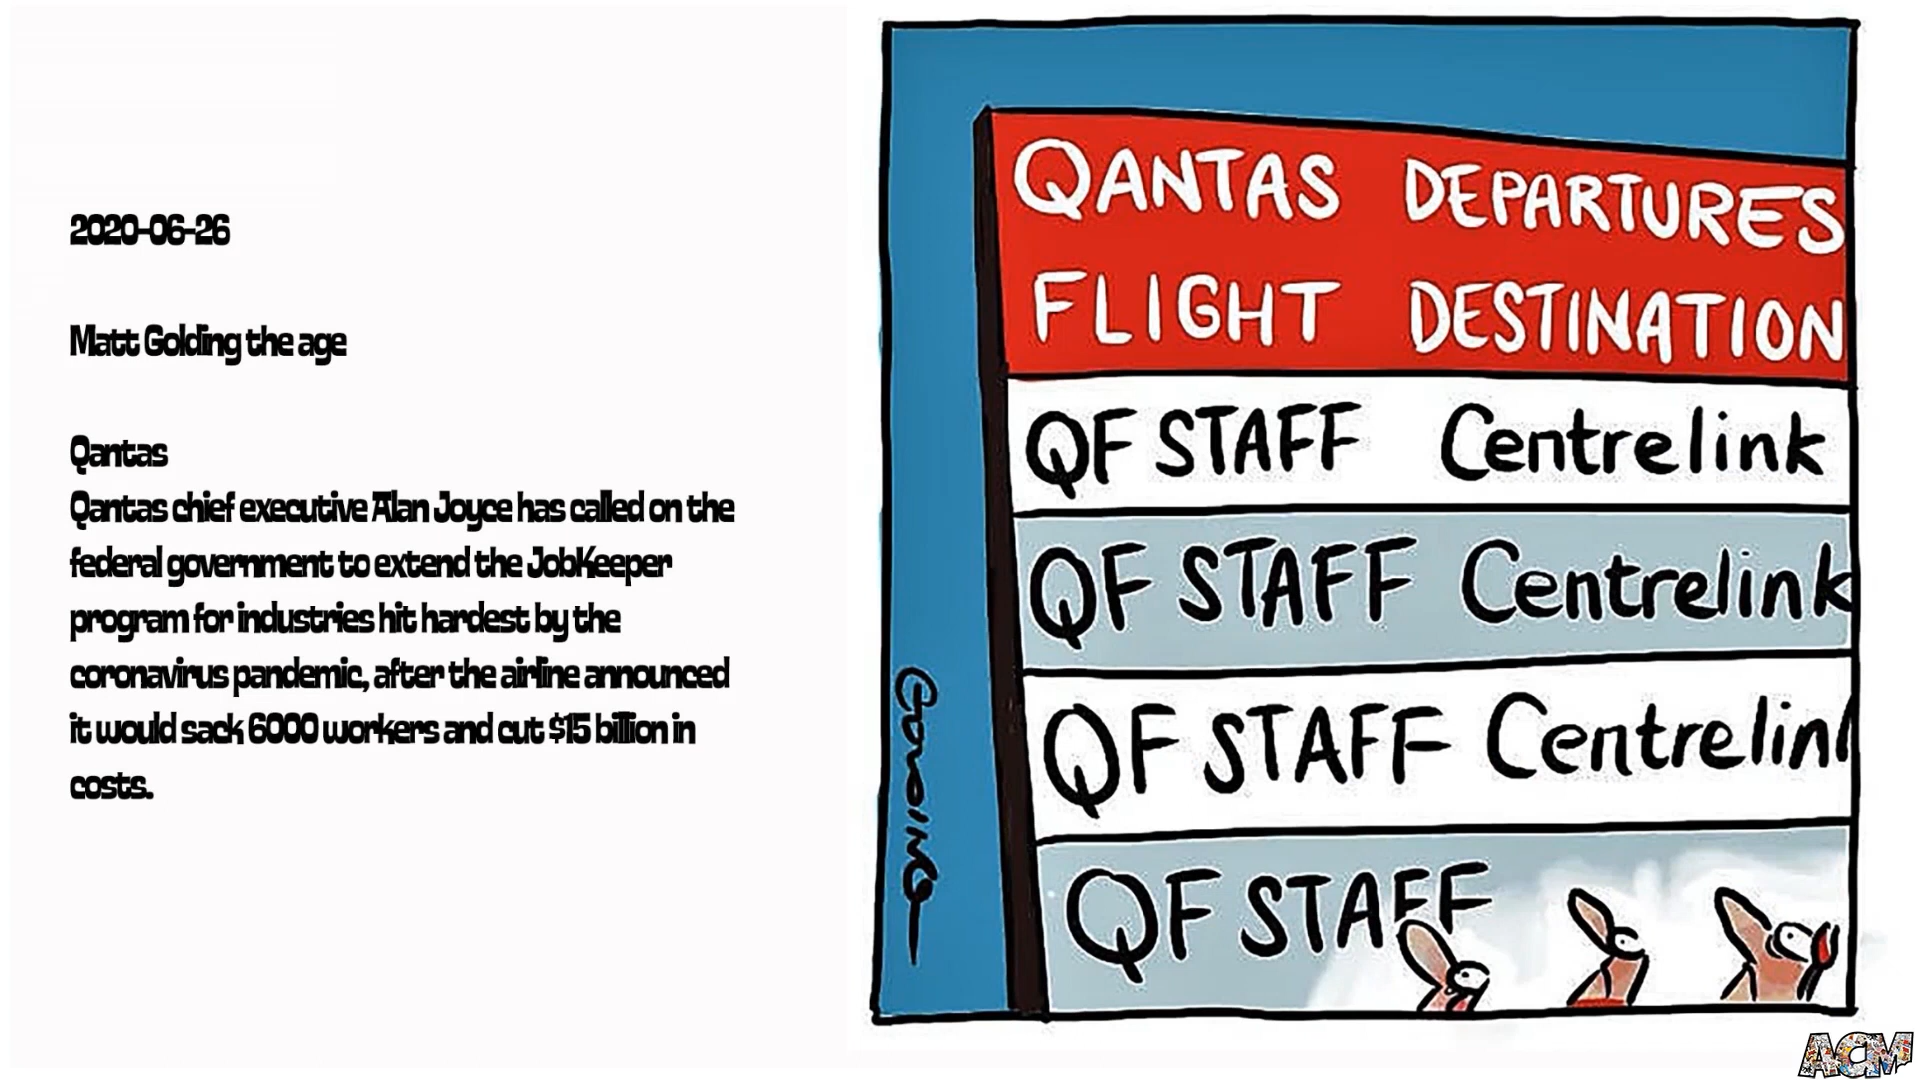 2020-06-26
Matt Golding the age
Qantas
Qantas chief executive Alan Joyce has called on the
federal government to extend the JobKeeper
program for industries hit hardest by the
coronavirus pandemic, after the airline announced
it would sack 6000 workers and cut $15 billion in
costs.
QANTAS DEPARTURES
FLIGHT DESTINATION
QF STAFF Centrelink
QF STAFF Centrelink
QF STAFF Centrelink
QF STAFF
GOLDING
ACM